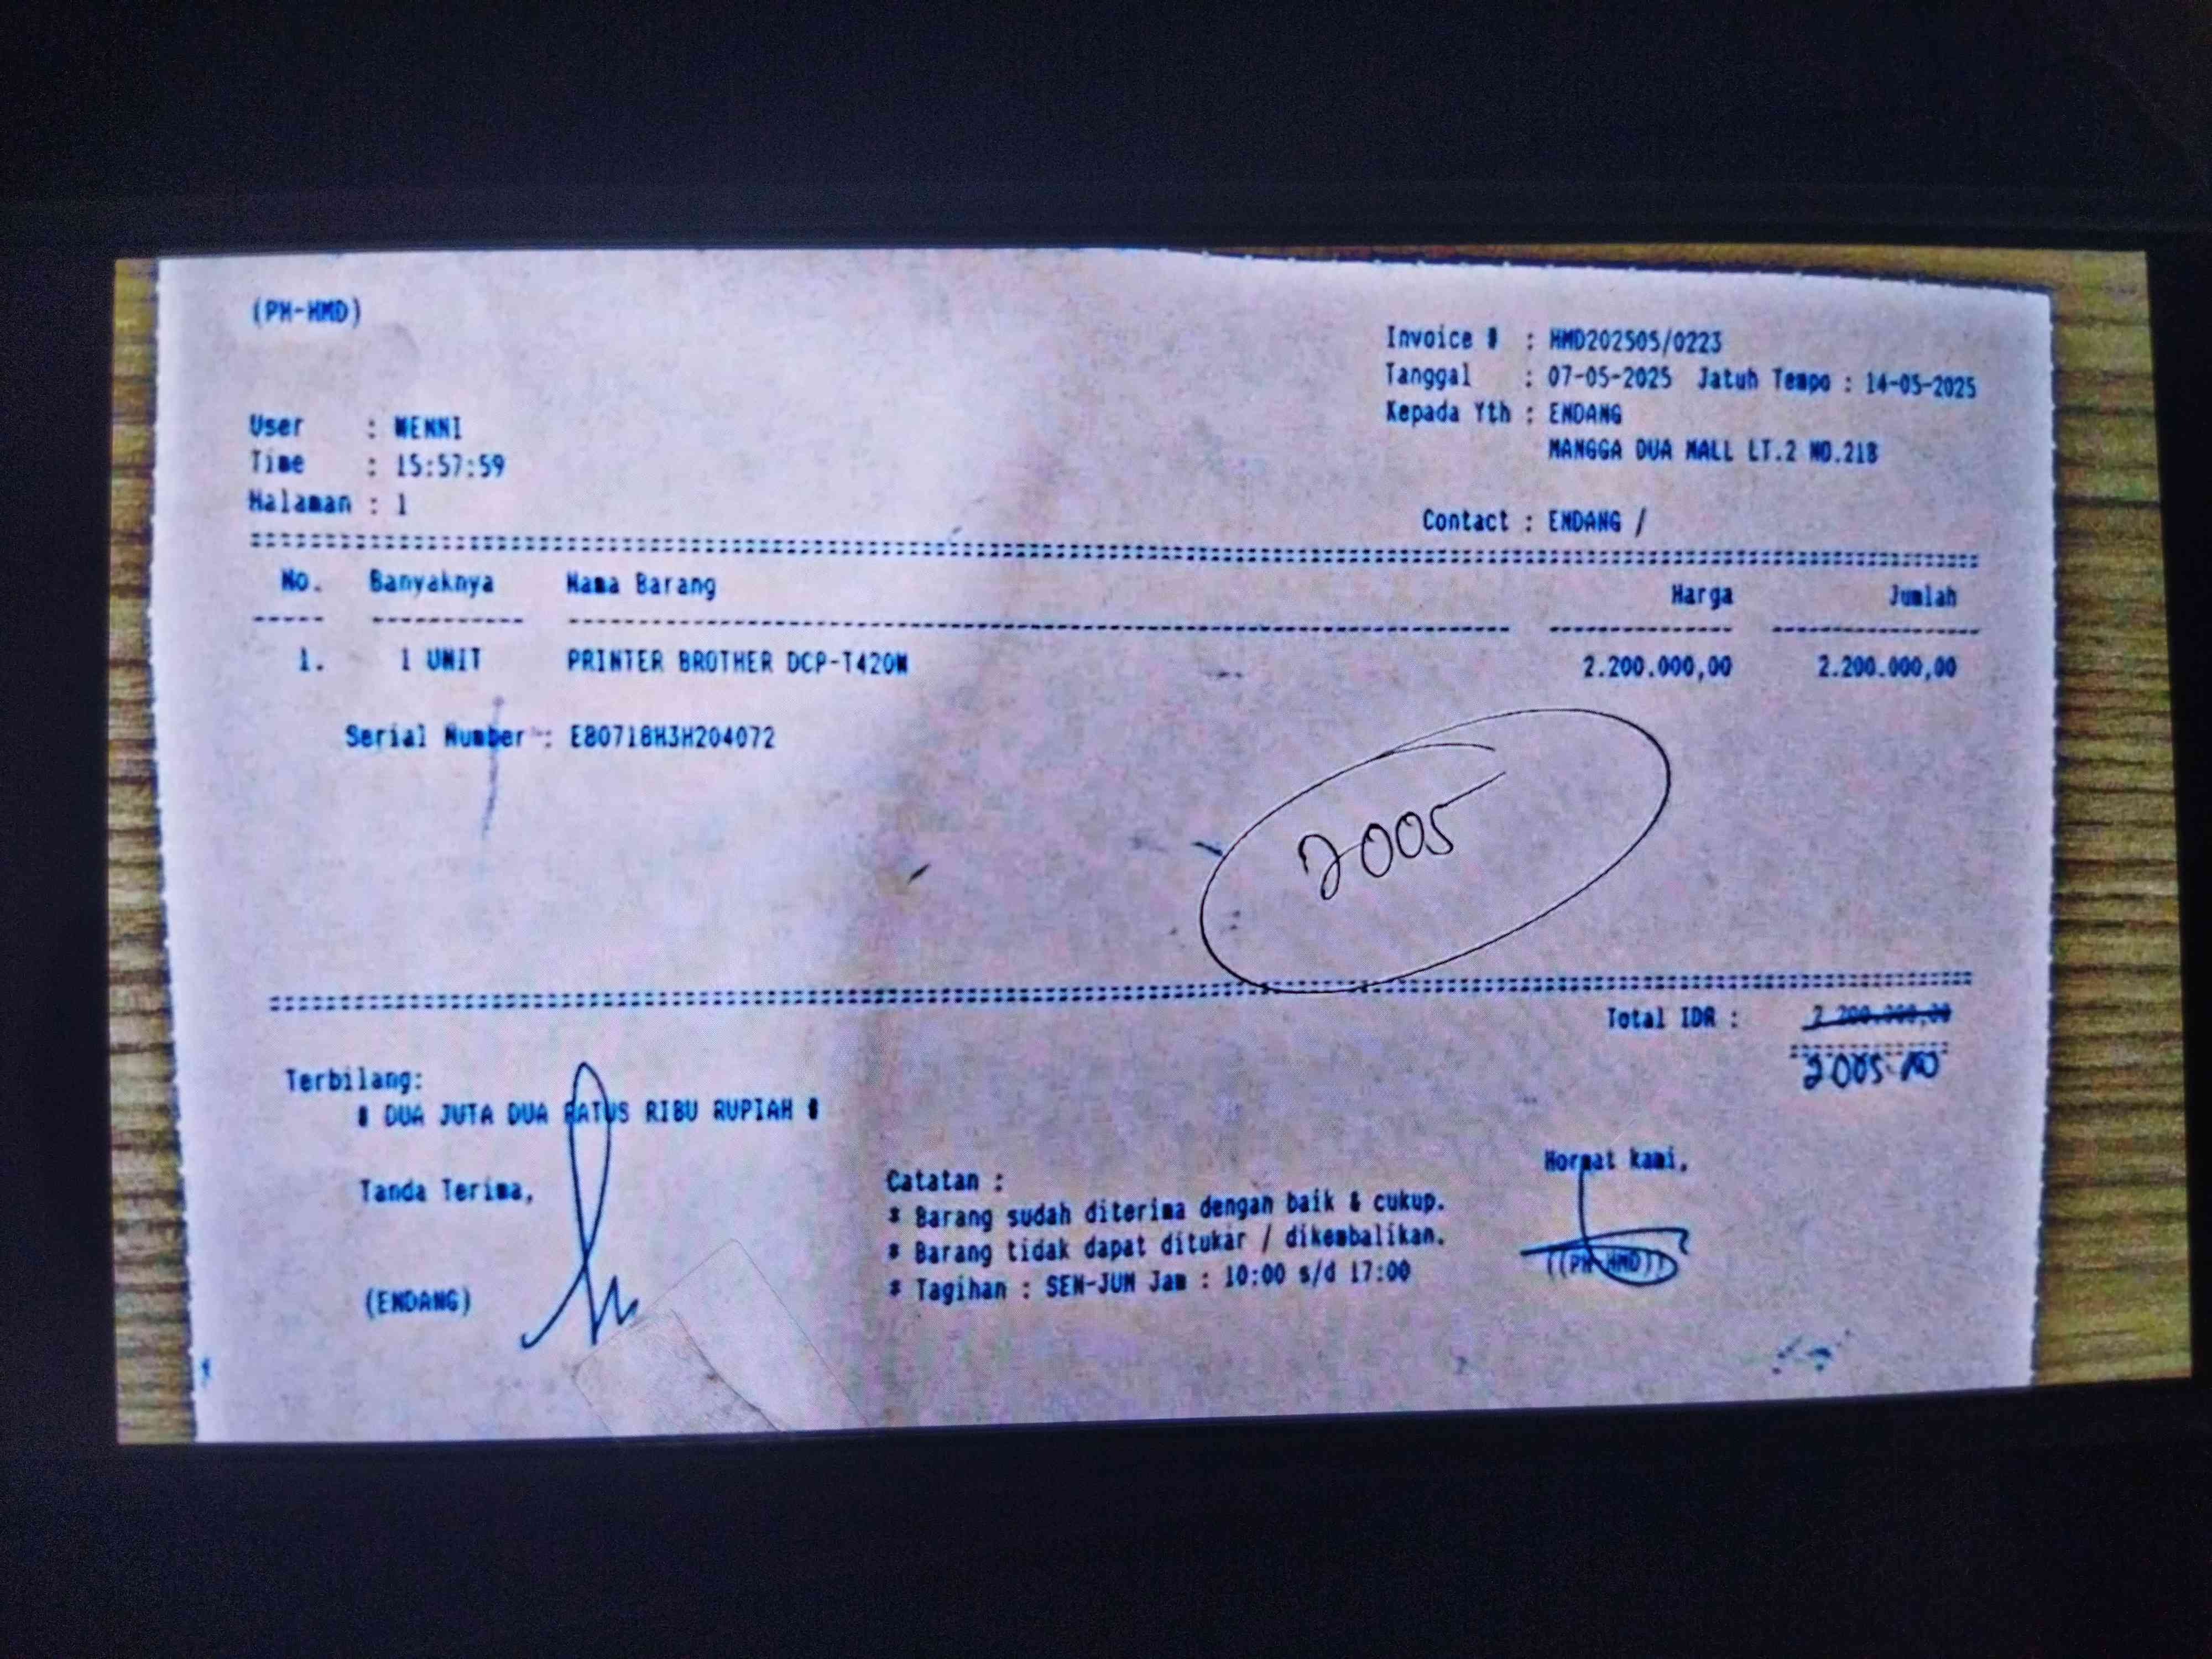 (PM-HMD)
Invoice # : HMD202505/0223
Tanggal : 07-05-2025 Jatuh Tempo : 14-05-2025
Kepada Yth : ENDANG
MANGGA DUA MALL LT.2 NO.218
User : WENNI
Time : 15:57:59
Halaman : 1
Contact : ENDANG /
No. Banyaknya Nama Barang Harga Jumlah
1. 1 UNIT PRINTER BROTHER DCP-T420W 2.200.000,00 2.200.000,00
Serial Number : E80718H3H204072
2005
Total IDR : 2.200.000,00
2005
Terbilang:
# DUA JUTA DUA RATUS RIBU RUPIAH #
Tanda Terima,
(ENDANG)
Catatan :
* Barang sudah diterima dengan baik & cukup.
* Barang tidak dapat ditukar / dikembalikan.
* Tagihan : SEN-JUM Jam : 10:00 s/d 17:00
Hormat kami,
((PM-HMD))